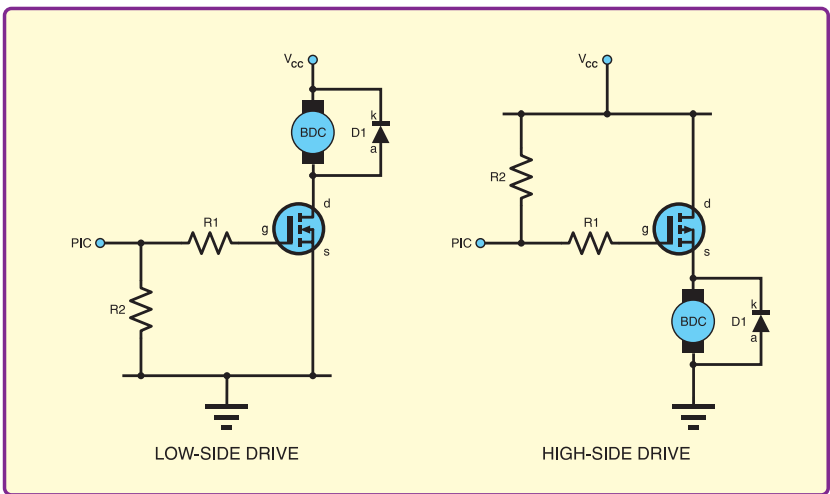 Vcc
k
BDC
D1
a
d
R1
g
PIC
s
R2
LOW-SIDE DRIVE
Vcc
R2
d
R1
g
PIC
s
k
BDC
D1
a
HIGH-SIDE DRIVE